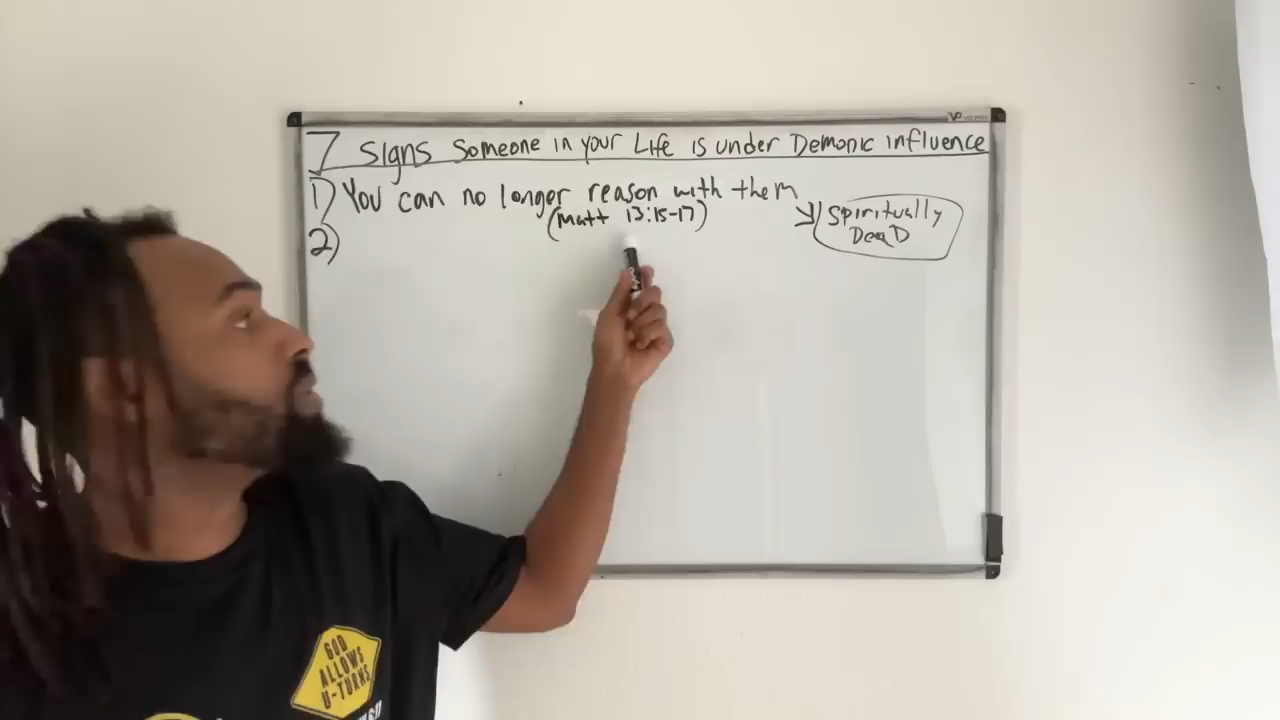 7 Signs Someone in your Life is under Demonic influence
1) You can no longer reason with them
(Matt 13:15-17)
Spiritually
DeaD
2)
GOD
ALLOWS
U-TURNS